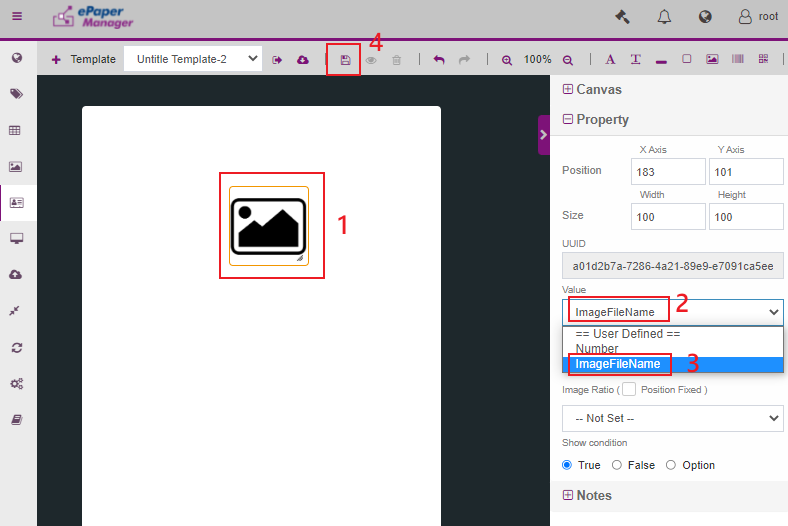 ePaper
Manager
root
4
Template
Untitle Template-2
100%
A
T
Canvas
Property
X Axis
Y Axis
Position
183
101
Width
Height
Size
100
100
UUID
a01d2b7a-7286-4a21-89e9-e7091ca5ee
Value
ImageFileName
2
== User Defined ==
Number
ImageFileName
3
Image Ratio ( Position Fixed )
-- Not Set --
Show condition
True
False
Option
Notes
1